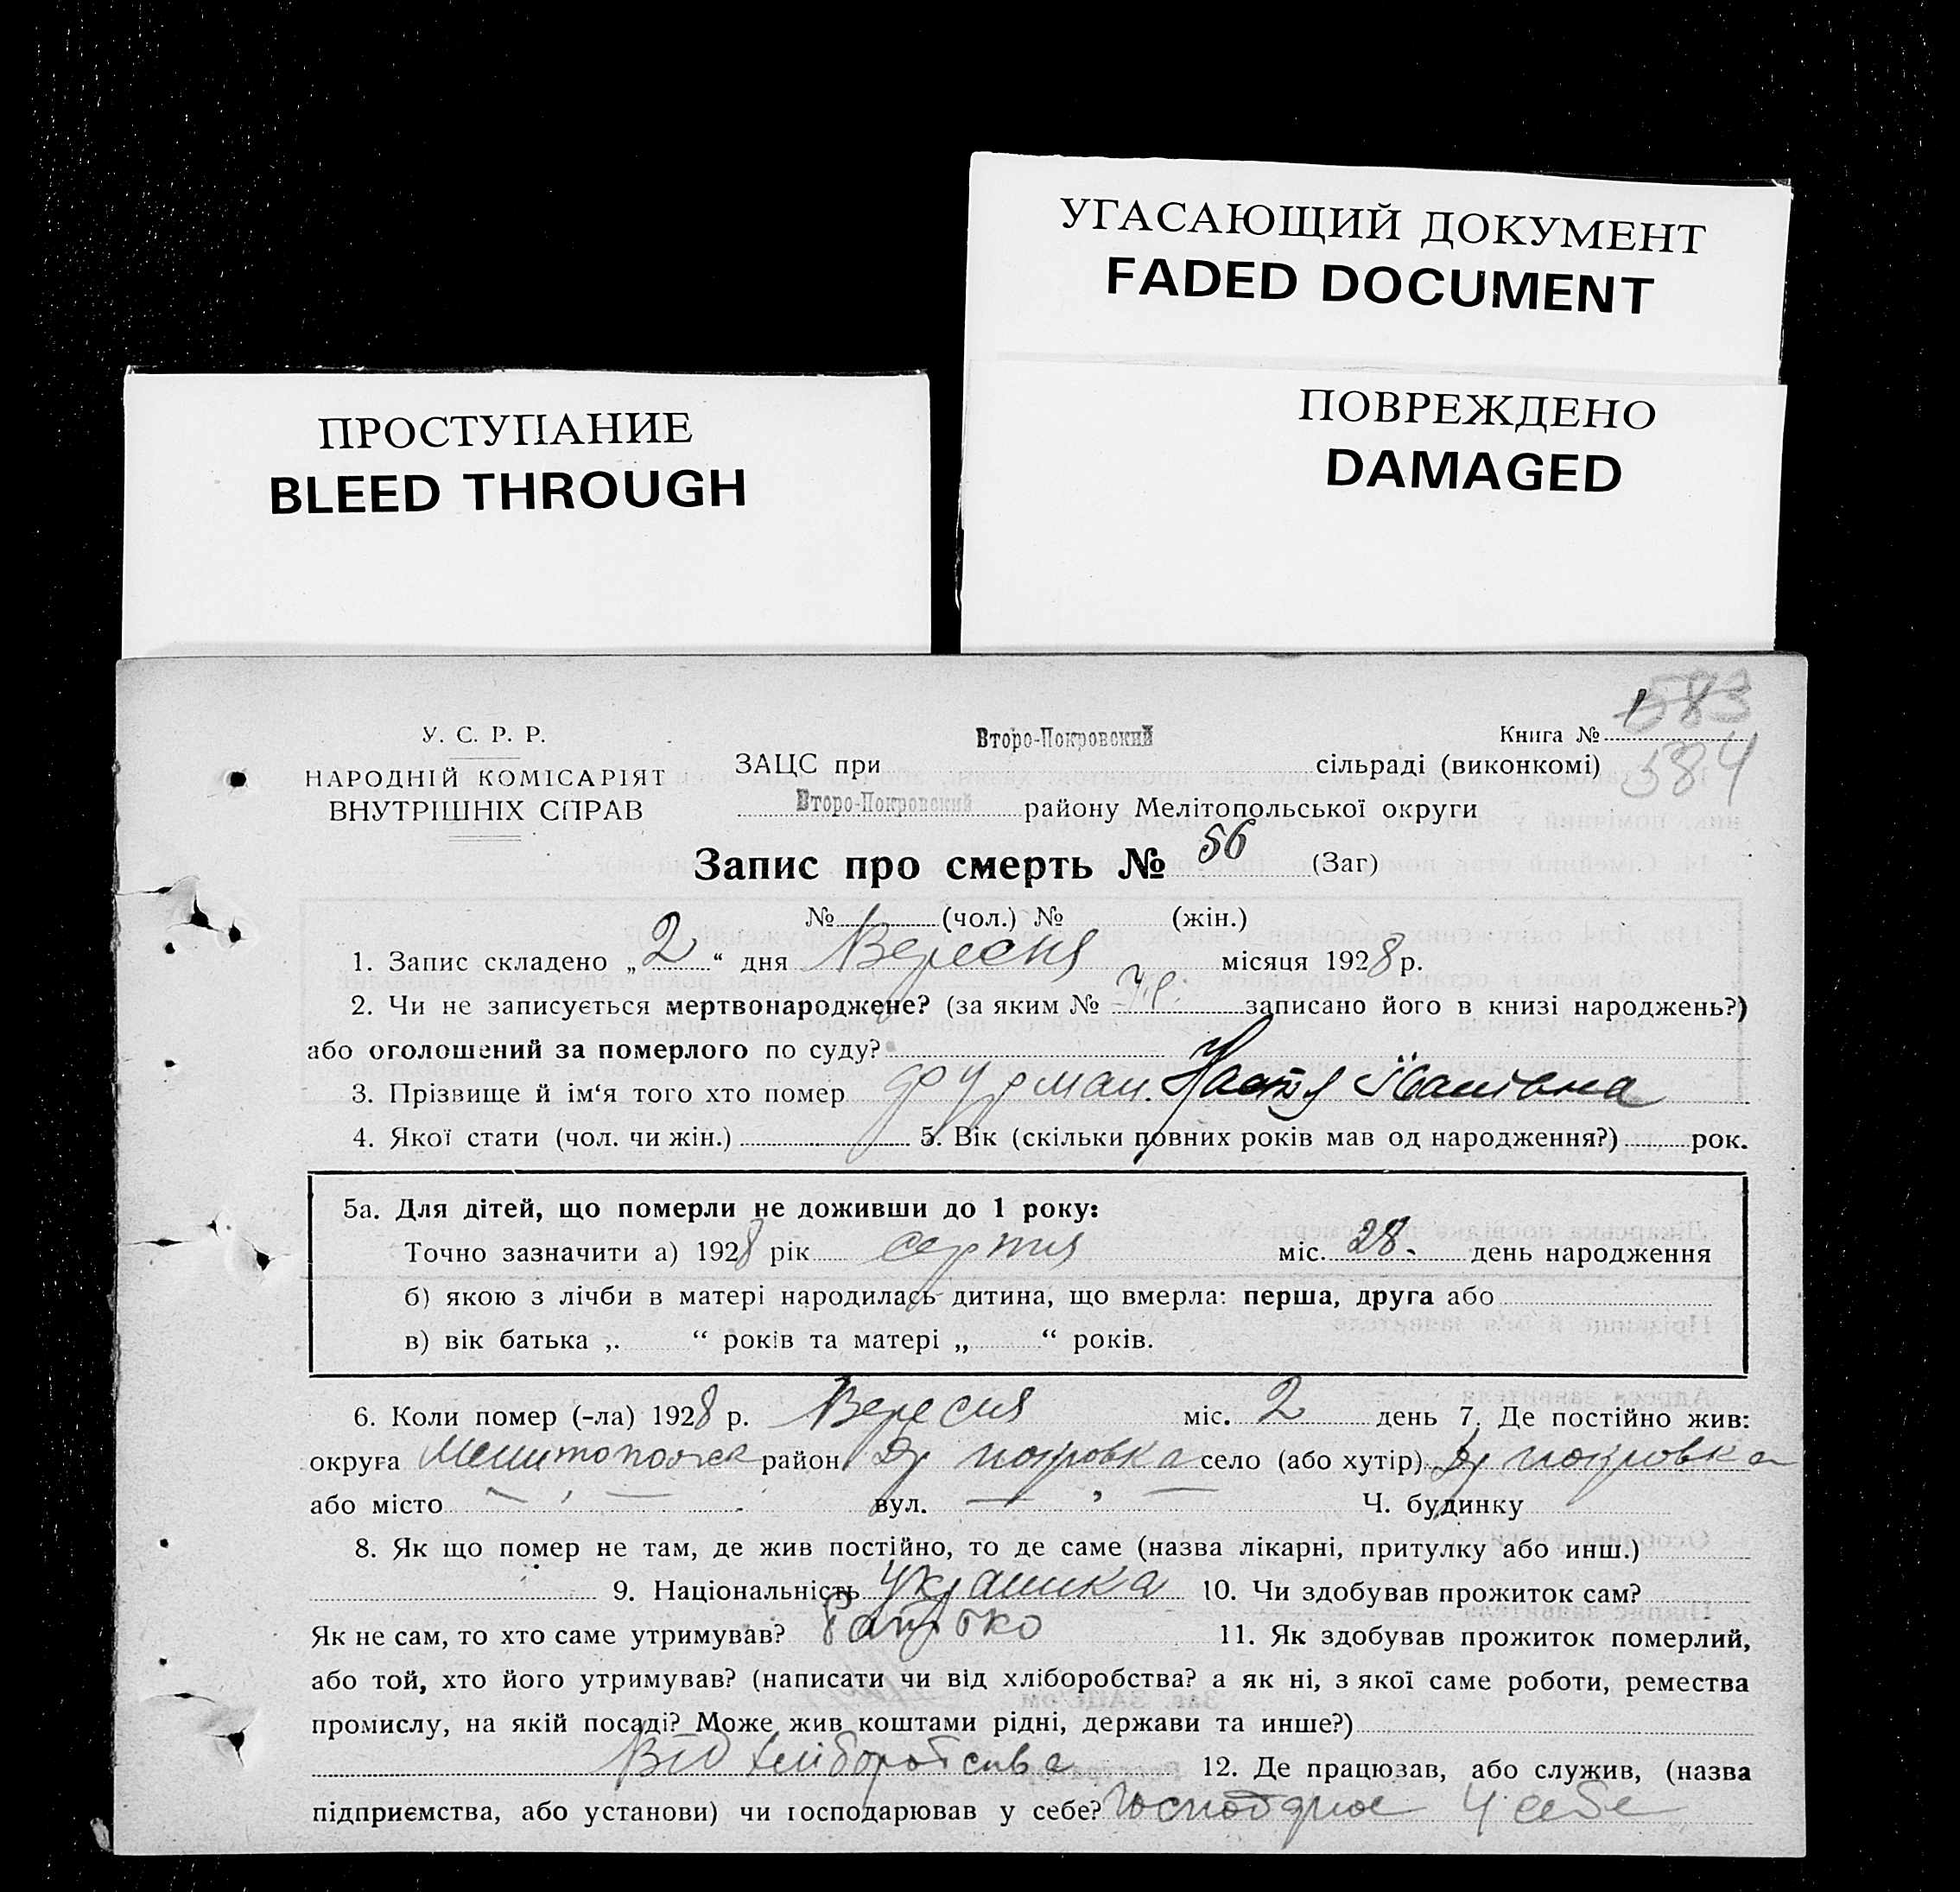 УГАСАЮЩИЙ ДОКУМЕНТ
FADED DOCUMENT
ПОВРЕЖДЕНО
DAMAGED
ПРОСТУПАНИЕ
BLEED THROUGH
У. С. Р. Р.
НАРОДНІЙ КОМІСАРІЯТ
ВНУТРІШНІХ СПРАВ
Второ-Покровский
ЗАЦС при сільраді (виконкомі)
Книга № 1
583
584
Второ-Покровский району Мелітопольської округи
Запис про смерть № 56 (Заг)
№ (чол.) № (жін.)
1. Запис складено „2“ дня Вересня місяця 1928 р.
2. Чи не записується мертвонароджене? (за яким № записано його в книзі народжень?)
або оголошений за померлого по суду?
3. Прізвище й ім‘я того хто помер Фурман. Настя Іванівна
4. Якої стати (чол. чи жін.) 5. Вік (скільки повних років мав од народження?) рок.
5а. Для дітей, що померли не доживши до 1 року:
Точно зазначити а) 1928 рік серпня міс. 28 день народження
б) якою з лічби в матері народилась дитина, що вмерла: перша, друга або
в) вік батька „ “ років та матері „ “ років.
6. Коли помер (-ла) 1928 р. Вересня міс. 2 день 7. Де постійно жив:
округа Мелитопольск район Др покровка село (або хутір) Др покровка
або місто — , — вул. — , — Ч. будинку
8. Як що помер не там, де жив постійно, то де саме (назва лікарні, притулку або инш.)
9. Національність українка 10. Чи здобував прожиток сам?
Як не сам, то хто саме утримував? батько 11. Як здобував прожиток померлий,
або той, хто його утримував? (написати чи від хліборобства? а як ні, з якої саме роботи, ремества
промислу, на якій посаді? Може жив коштами рідні, держави та инше?)
Від хліборобсива 12. Де працював, або служив, (назва
підприємства, або установи) чи господарював у себе? У себе